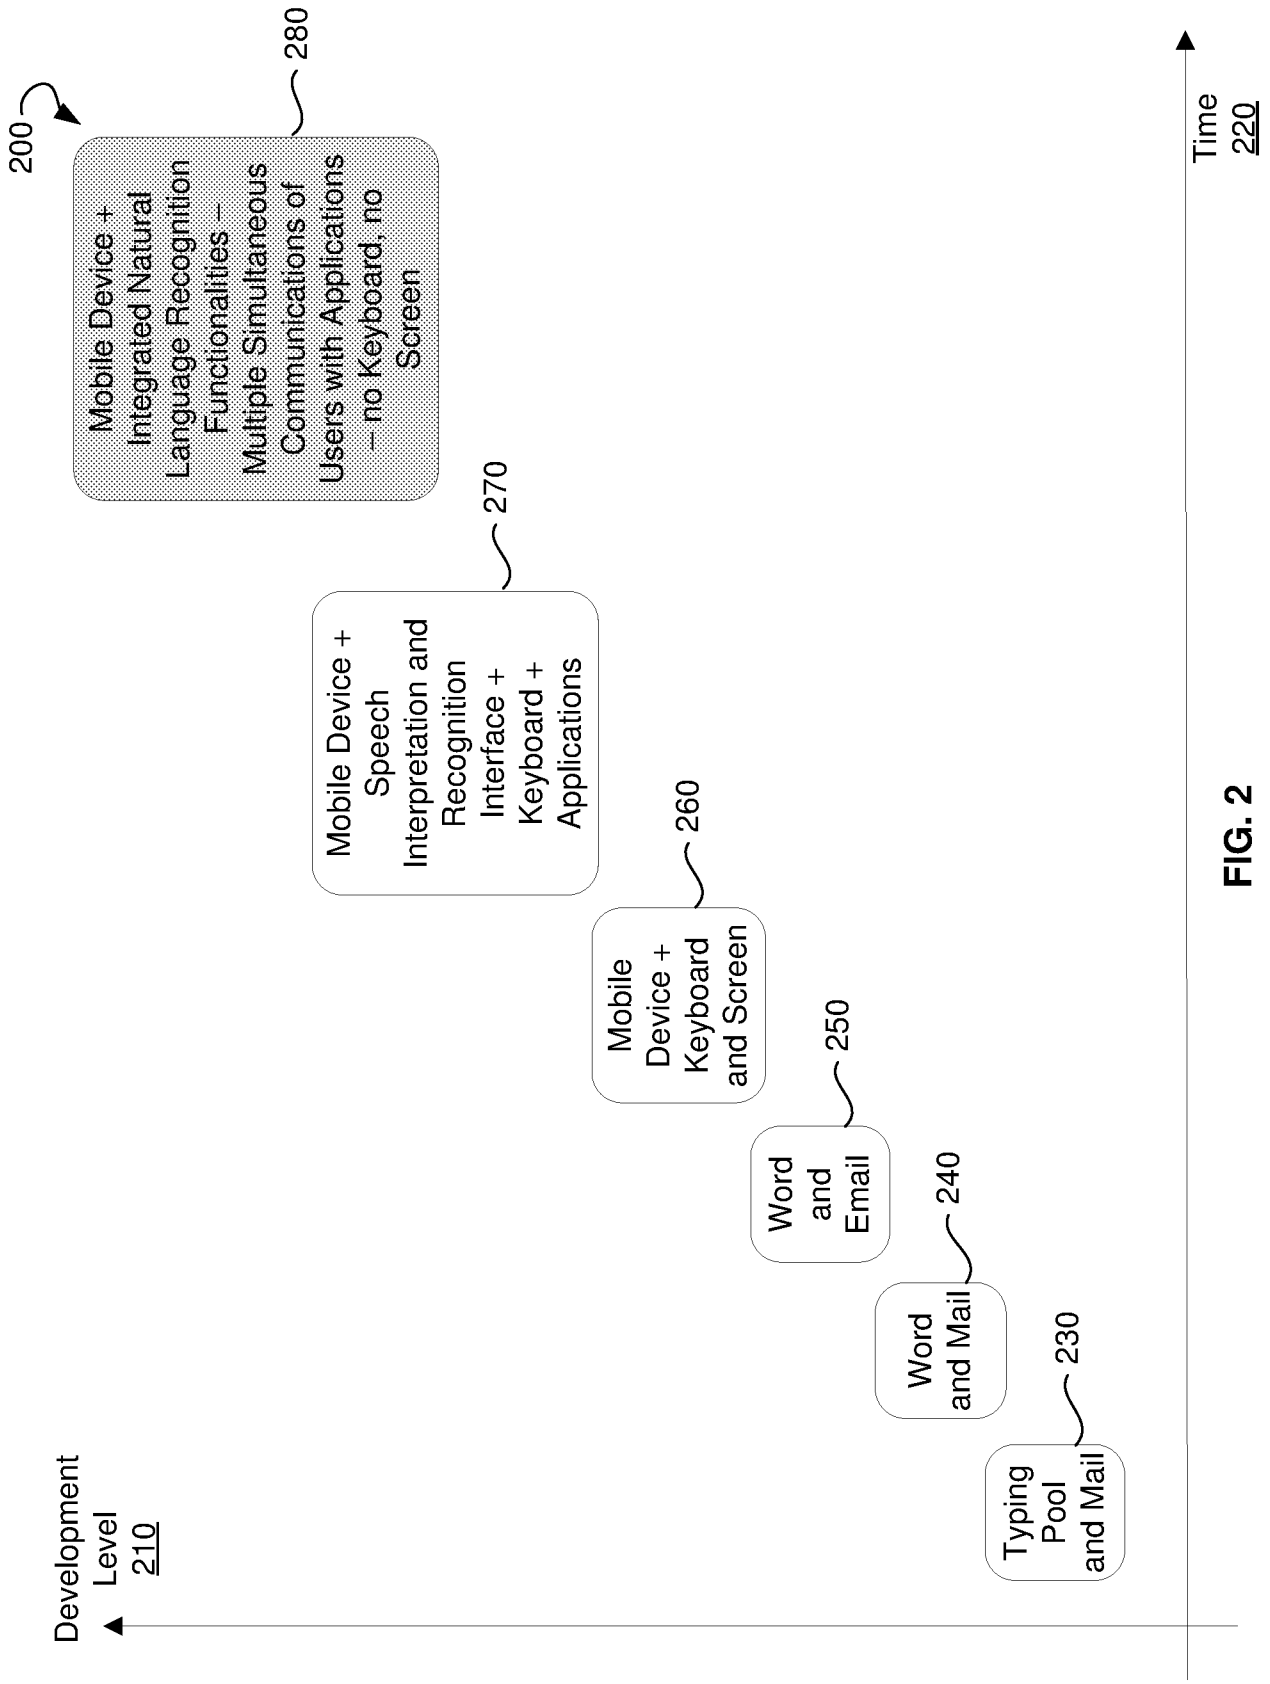 200
Mobile Device +
Integrated Natural
Language Recognition
Functionalities –
Multiple Simultaneous
Communications of
Users with Applications
– no Keyboard, no
Screen
280
Mobile Device +
Speech
Interpretation and
Recognition
Interface +
Keyboard +
Applications
270
Mobile
Device +
Keyboard
and Screen
260
Word
and
Email
250
Word
and Mail
240
Typing
Pool
and Mail
230
Development
Level
210
Time
220
FIG. 2